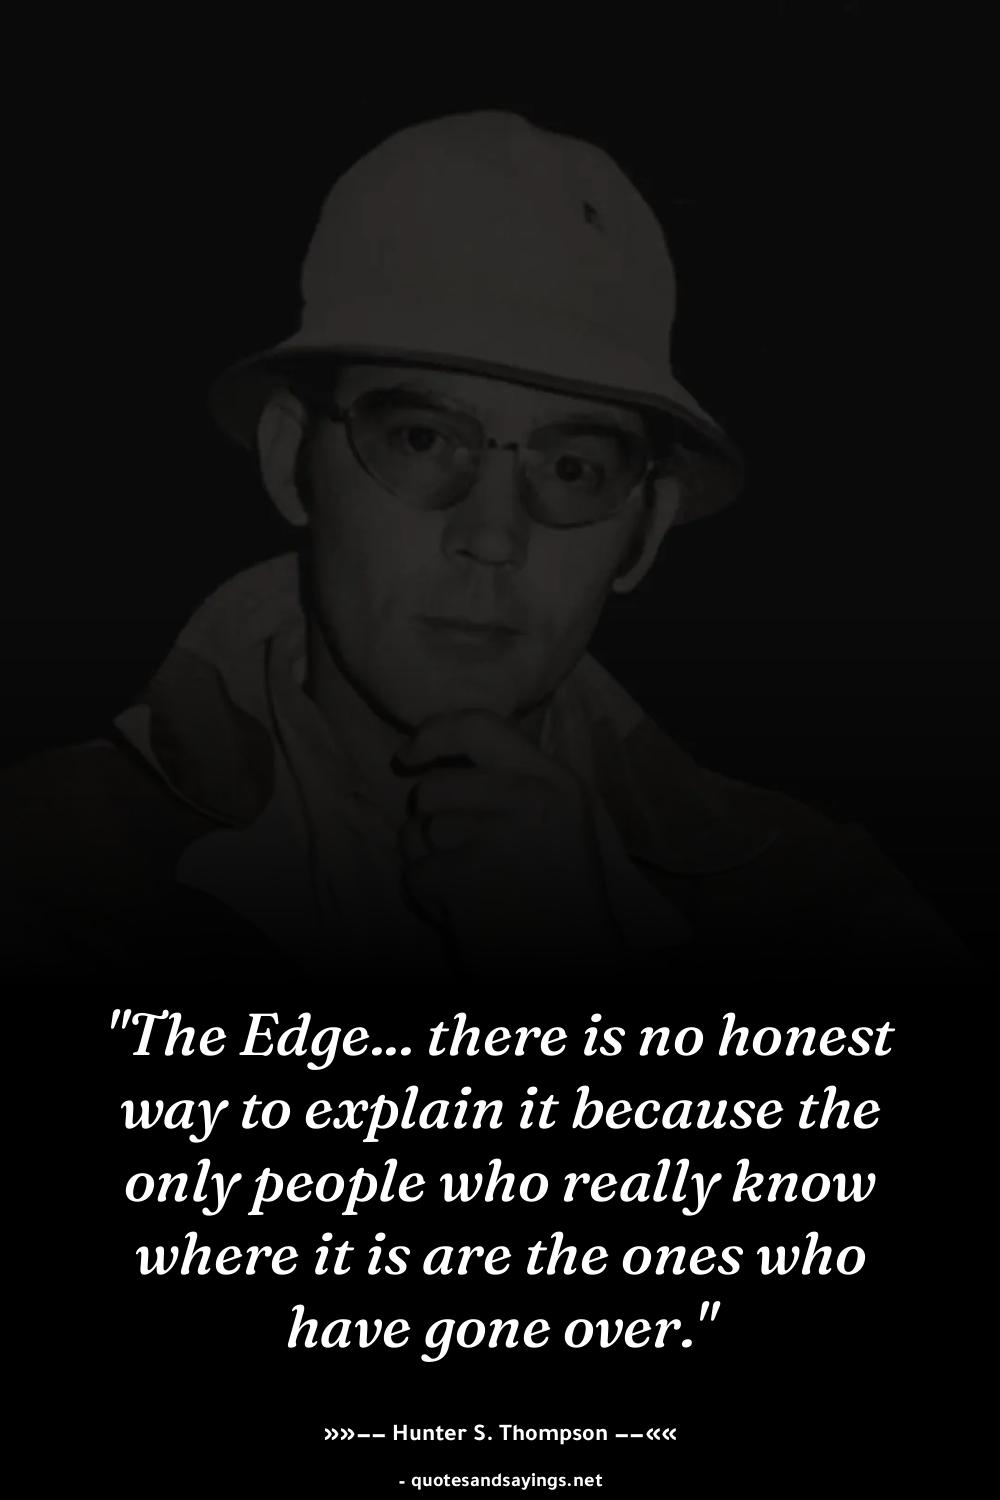 "The Edge... there is no honest
way to explain it because the
only people who really know
where it is are the ones who
have gone over."
»»–– Hunter S. Thompson ––««
- quotesandsayings.net